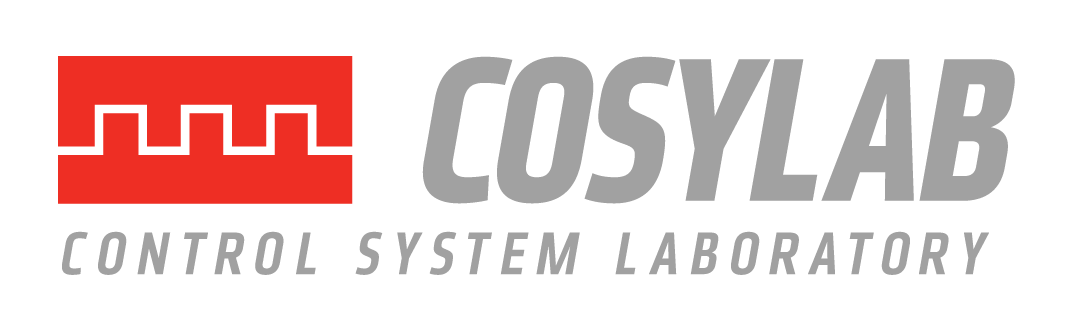 COSYLAB
CONTROL SYSTEM LABORATORY